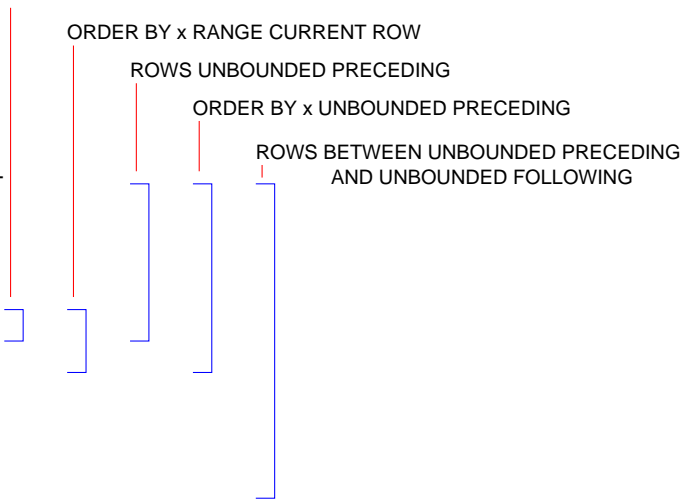 ORDER BY x RANGE CURRENT ROW
ROWS UNBOUNDED PRECEDING
ORDER BY x UNBOUNDED PRECEDING
ROWS BETWEEN UNBOUNDED PRECEDING
AND UNBOUNDED FOLLOWING